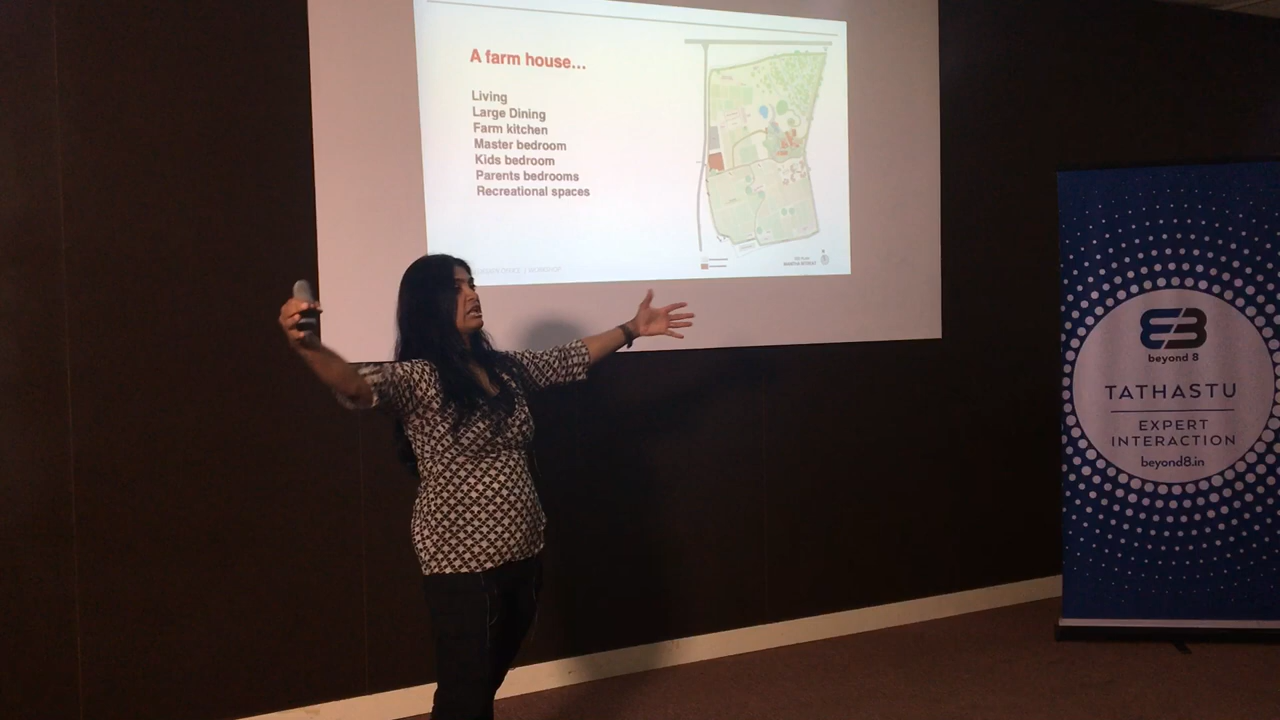 A farm house...
Living
Large Dining
Farm kitchen
Master bedroom
Kids bedroom
Parents bedrooms
Recreational spaces
WORKSHOP
beyond 8
TATHASTU
EXPERT
INTERACTION
beyond8.in